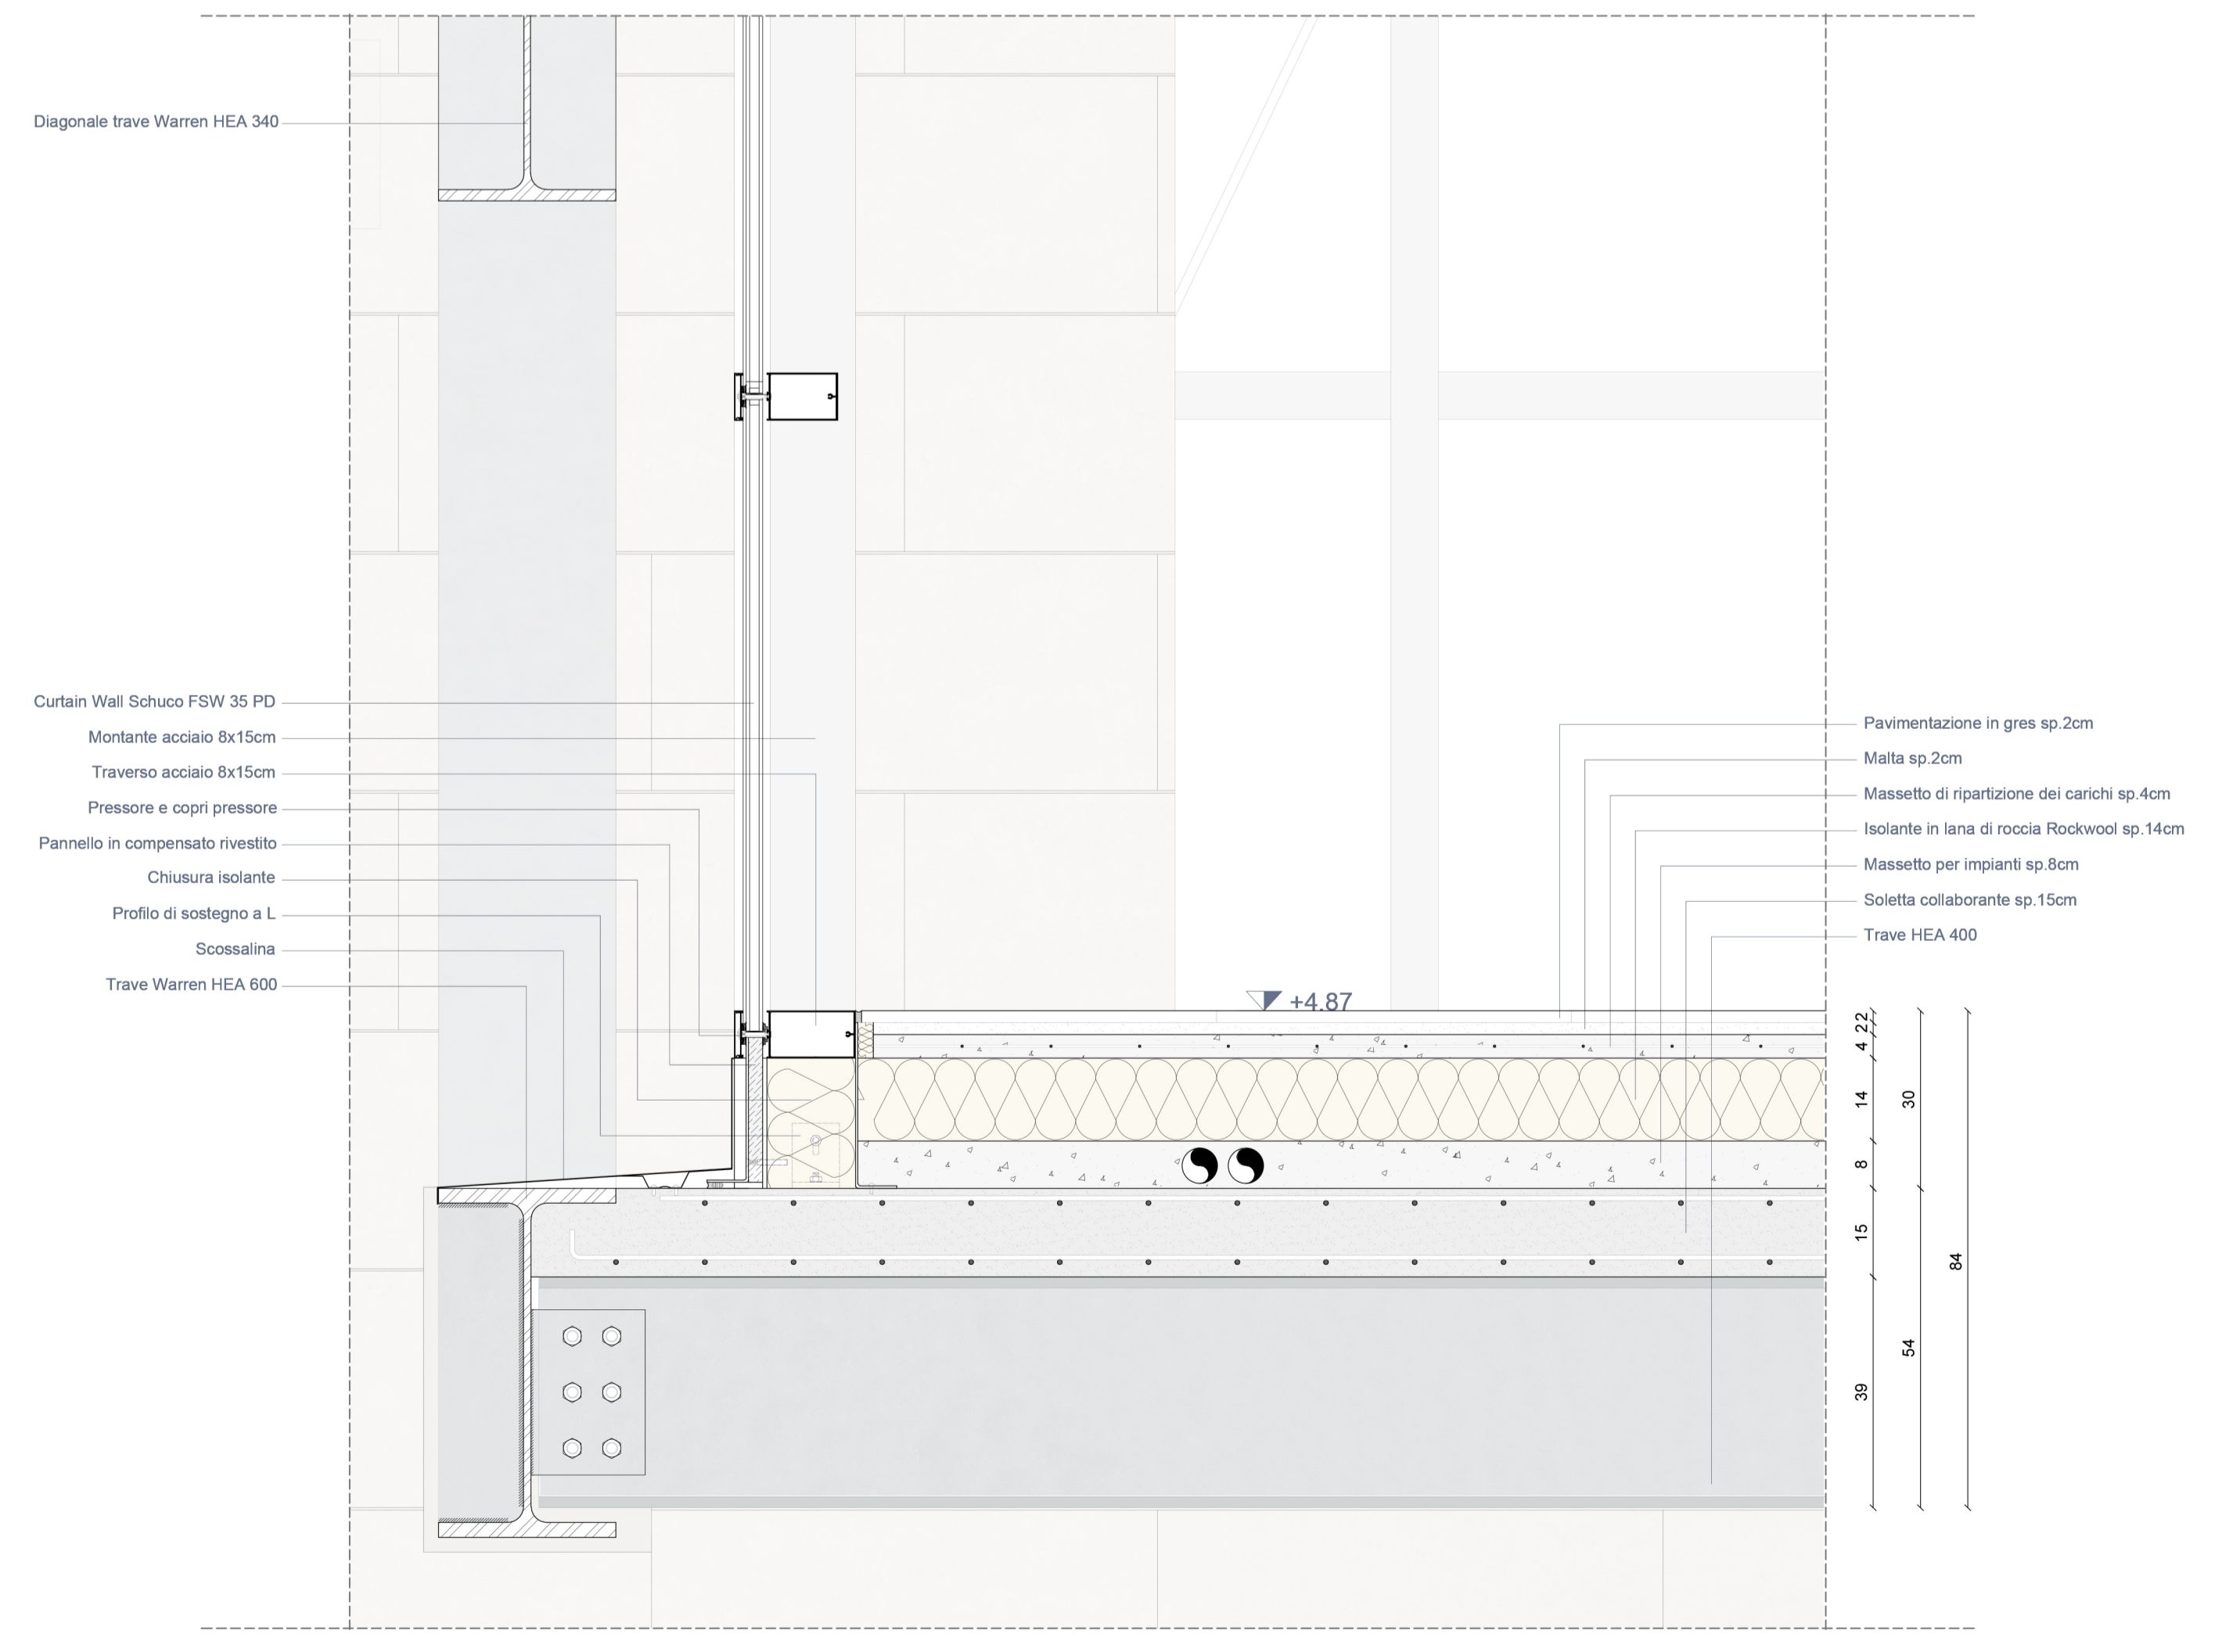 Diagonale trave Warren HEA 340
Curtain Wall Schuco FSW 35 PD
Montante acciaio 8x15cm
Traverso acciaio 8x15cm
Pressore e copri pressore
Pannello in compensato rivestito
Chiusura isolante
Profilo di sostegno a L
Scossalina
Trave Warren HEA 600
Pavimentazione in gres sp.2cm
Malta sp.2cm
Massetto di ripartizione dei carichi sp.4cm
Isolante in lana di roccia Rockwool sp.14cm
Massetto per impianti sp.8cm
Soletta collaborante sp.15cm
Trave HEA 400
+4.87
2
2
4
14
8
15
39
30
54
84